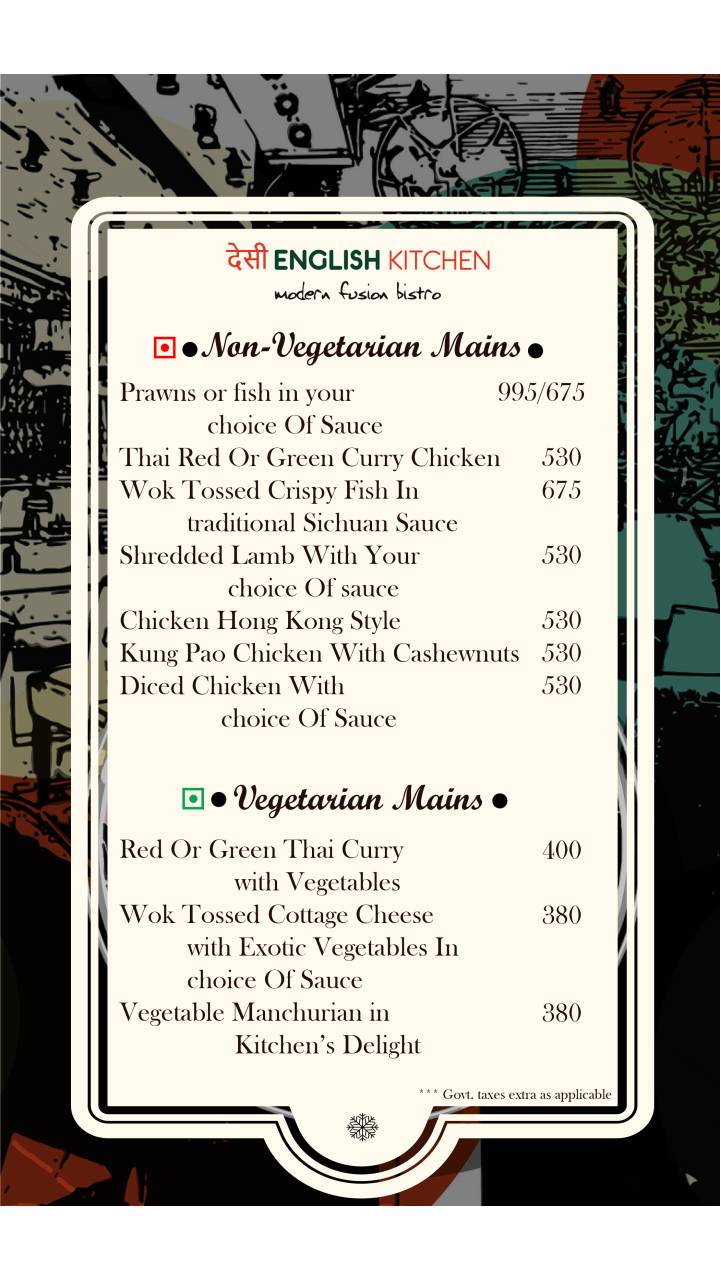 देसी ENGLISH KITCHEN
modern fusion bistro
Non-Vegetarian Mains
Prawns or fish in your 995/675
choice Of Sauce
Thai Red Or Green Curry Chicken 530
Wok Tossed Crispy Fish In 675
traditional Sichuan Sauce
Shredded Lamb With Your 530
choice Of sauce
Chicken Hong Kong Style 530
Kung Pao Chicken With Cashewnuts 530
Diced Chicken With 530
choice Of Sauce
Vegetarian Mains
Red Or Green Thai Curry 400
with Vegetables
Wok Tossed Cottage Cheese 380
with Exotic Vegetables In
choice Of Sauce
Vegetable Manchurian in 380
Kitchen’s Delight
*** Govt. taxes extra as applicable